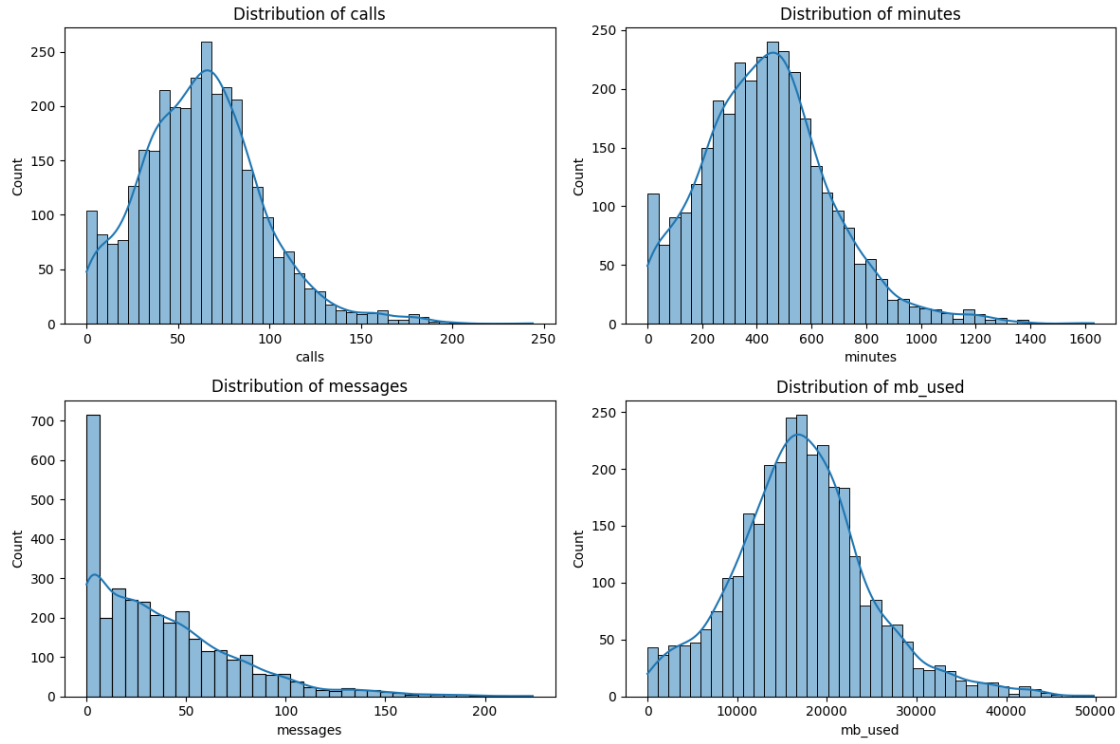 Distribution of calls
250
200
150
100
50
0
Count
0 50 100 150 200 250
calls
Distribution of minutes
250
200
150
100
50
0
Count
0 200 400 600 800 1000 1200 1400 1600
minutes
Distribution of messages
700
600
500
400
300
200
100
0
Count
0 50 100 150 200
messages
Distribution of mb_used
250
200
150
100
50
0
Count
0 10000 20000 30000 40000 50000
mb_used